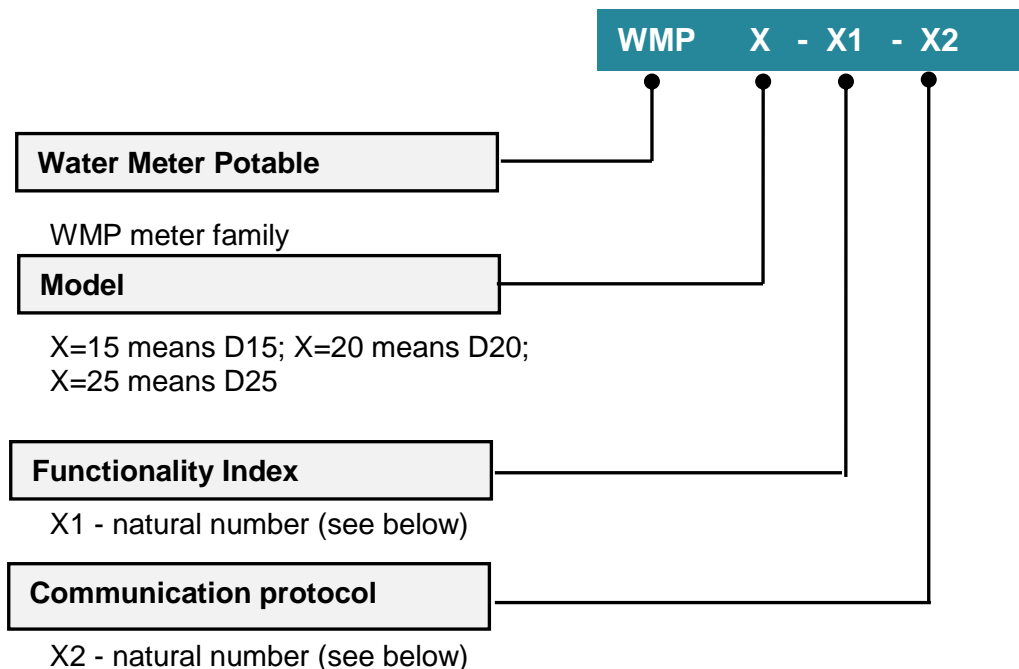 WMP X - X1 - X2
Water Meter Potable
WMP meter family
Model
X=15 means D15; X=20 means D20;
X=25 means D25
Functionality Index
X1 - natural number (see below)
Communication protocol
X2 - natural number (see below)